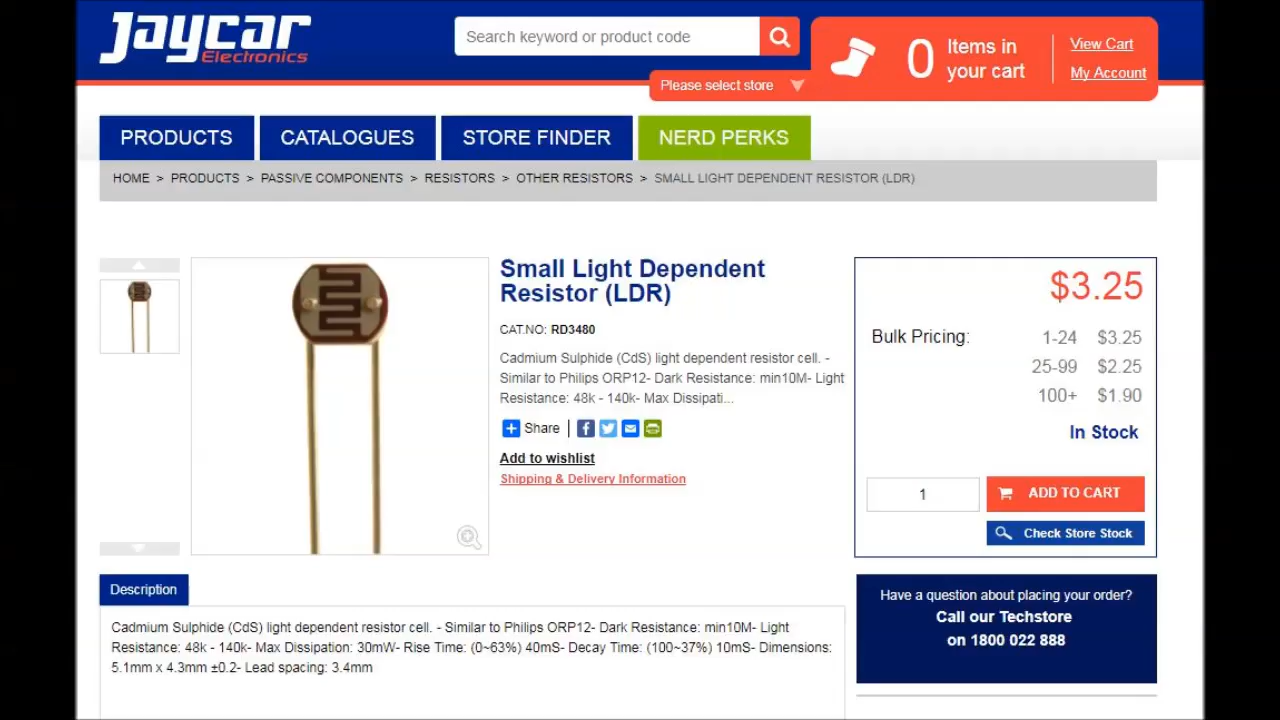 Jaycar
Electronics
Search keyword or product code
Please select store
0
Items in
your cart
View Cart
My Account
PRODUCTS
CATALOGUES
STORE FINDER
NERD PERKS
HOME > PRODUCTS > PASSIVE COMPONENTS > RESISTORS > OTHER RESISTORS > SMALL LIGHT DEPENDENT RESISTOR (LDR)
Small Light Dependent
Resistor (LDR)
CAT.NO: RD3480
Cadmium Sulphide (CdS) light dependent resistor cell. -
Similar to Philips ORP12- Dark Resistance: min10M- Light
Resistance: 48k - 140k- Max Dissipati...
Share
Add to wishlist
Shipping & Delivery Information
$3.25
Bulk Pricing:
1-24 $3.25
25-99 $2.25
100+ $1.90
In Stock
1
ADD TO CART
Check Store Stock
Description
Cadmium Sulphide (CdS) light dependent resistor cell. - Similar to Philips ORP12- Dark Resistance: min10M- Light
Resistance: 48k - 140k- Max Dissipation: 30mW- Rise Time: (0~63%) 40mS- Decay Time: (100~37%) 10mS- Dimensions:
5.1mm x 4.3mm ±0.2- Lead spacing: 3.4mm
Have a question about placing your order?
Call our Techstore
on 1800 022 888